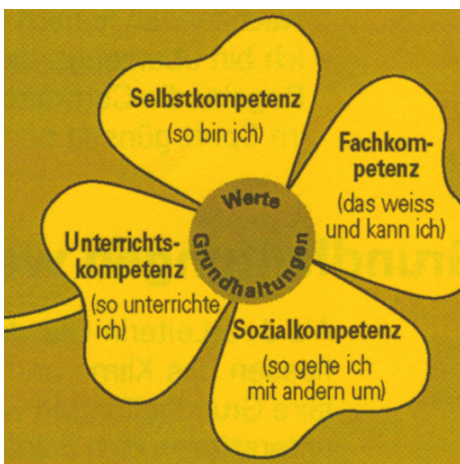 Selbstkompetenz
(so bin ich)
Fachkom-
petenz
(das weiss
und kann ich)
Werte
Grundhaltungen
Unterrichts-
kompetenz
(so unterrichte
ich)
Sozialkompetenz
(so gehe ich
mit andern um)